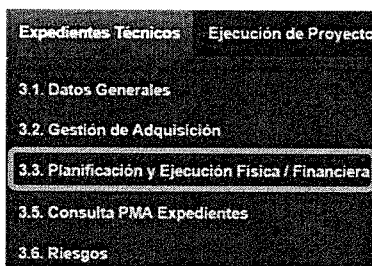 Expedientes Técnicos Ejecución de Proyecto
3.1. Datos Generales
3.2. Gestión de Adquisición
3.3. Planificación y Ejecución Física / Financiera
3.5. Consulta PMA Expedientes
3.6. Riesgos